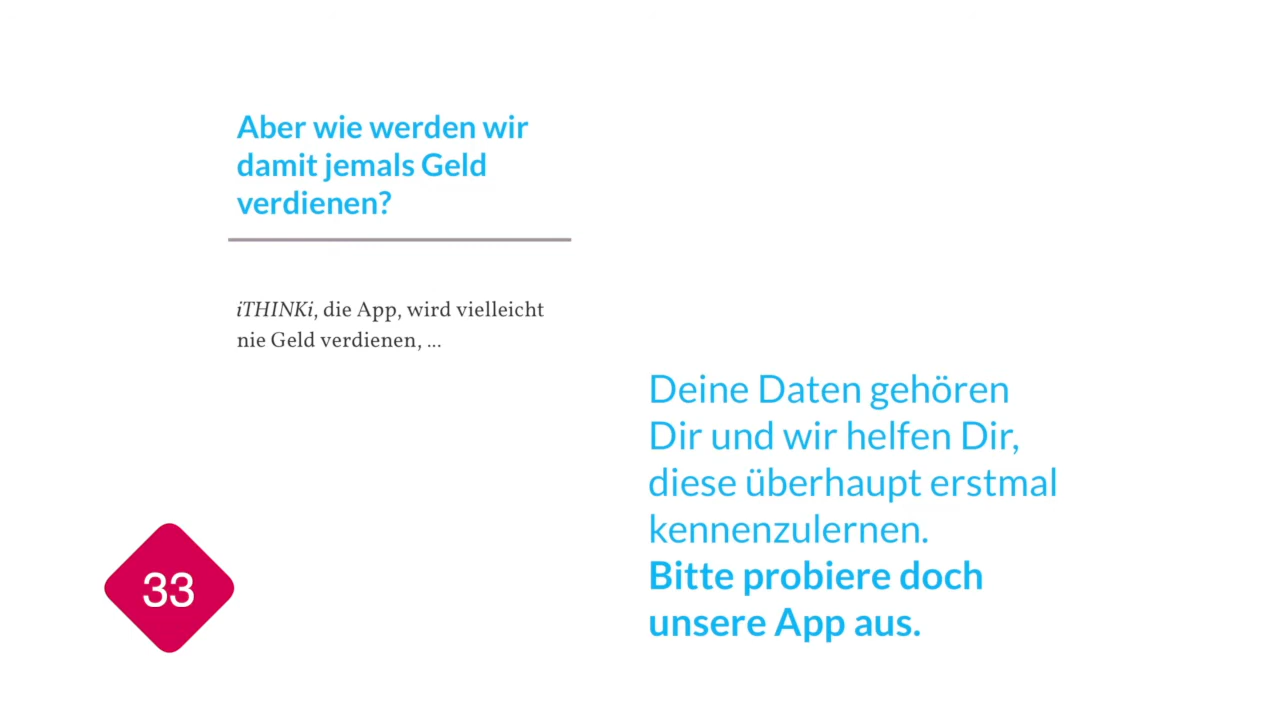 Aber wie werden wir
damit jemals Geld
verdienen?
iTHINKi, die App, wird vielleicht
nie Geld verdienen, ...
Deine Daten gehören
Dir und wir helfen Dir,
diese überhaupt erstmal
kennenzulernen.
Bitte probiere doch
unsere App aus.
33